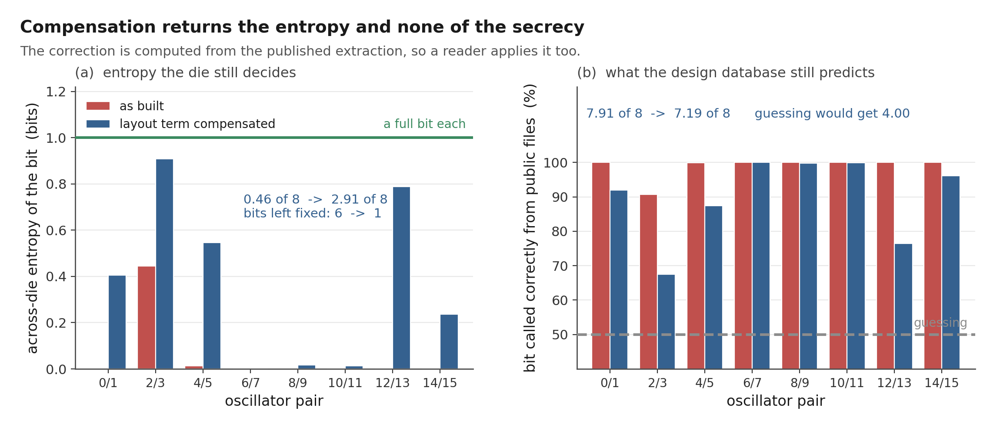 Compensation returns the entropy and none of the secrecy
The correction is computed from the published extraction, so a reader applies it too.
(a)  entropy the die still decides
across-die entropy of the bit  (bits)
1.2
1.0
0.8
0.6
0.4
0.2
0.0
as built
layout term compensated
a full bit each
0.46 of 8  ->  2.91 of 8
bits left fixed: 6  ->  1
0/1 2/3 4/5 6/7 8/9 10/11 12/13 14/15
oscillator pair
(b)  what the design database still predicts
bit called correctly from public files  (%)
7.91 of 8  ->  7.19 of 8 guessing would get 4.00
100
90
80
70
60
50
guessing
0/1 2/3 4/5 6/7 8/9 10/11 12/13 14/15
oscillator pair